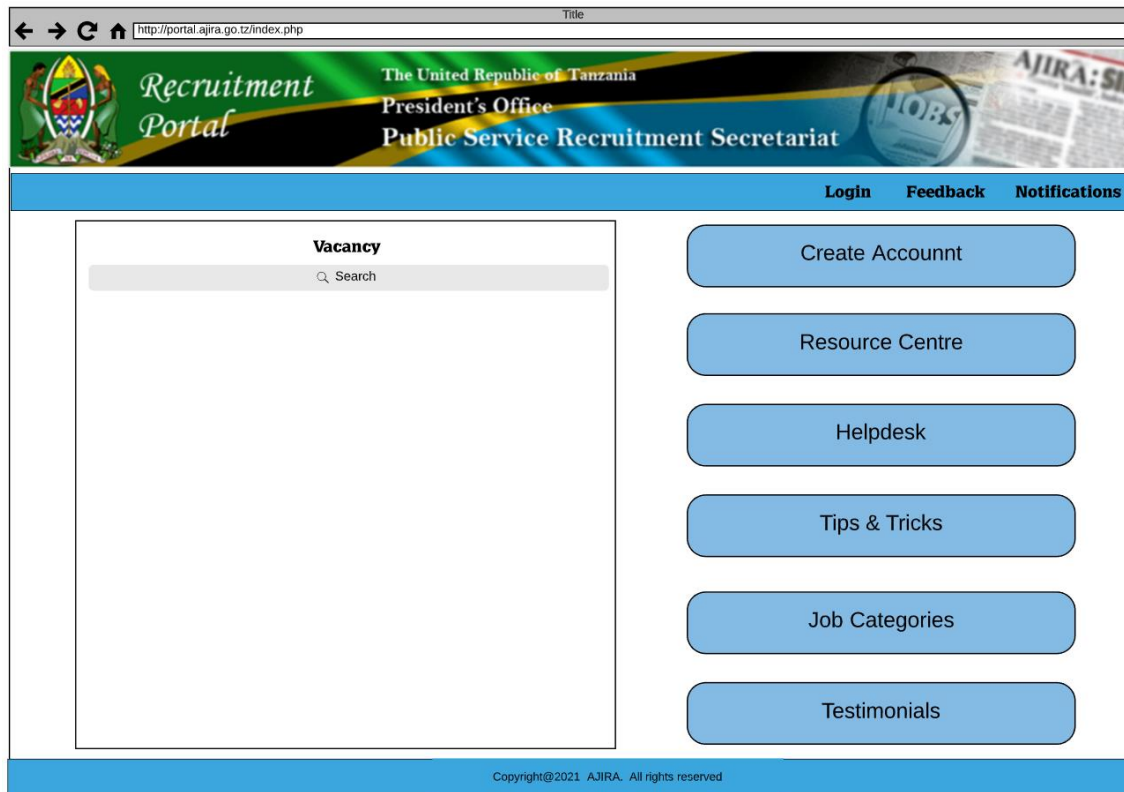 Title
http://portal.ajira.go.tz/index.php
Recruitment
Portal
The United Republic of Tanzania
President's Office
Public Service Recruitment Secretariat
JOBS
AJIRA: SI
Login Feedback Notifications
Vacancy
Search
Create Accounnt
Resource Centre
Helpdesk
Tips & Tricks
Job Categories
Testimonials
Copyright@2021 AJIRA. All rights reserved